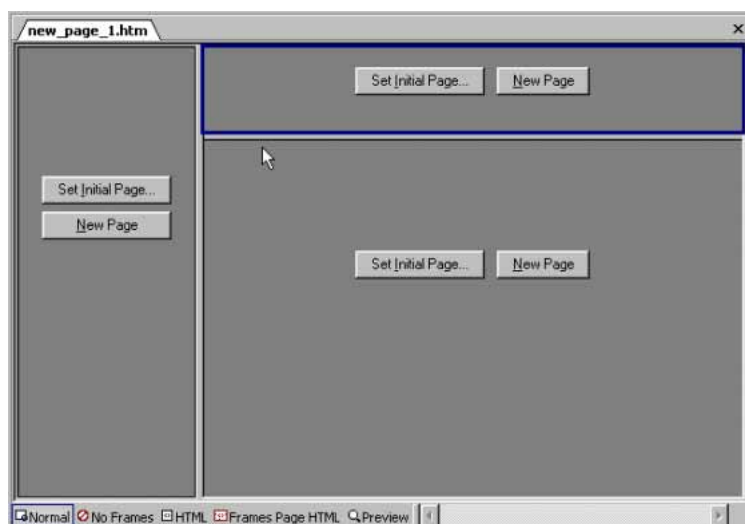 new_page_1.htm
Set Initial Page... New Page
Set Initial Page...
New Page
Set Initial Page... New Page
Normal No Frames HTML Frames Page HTML Preview